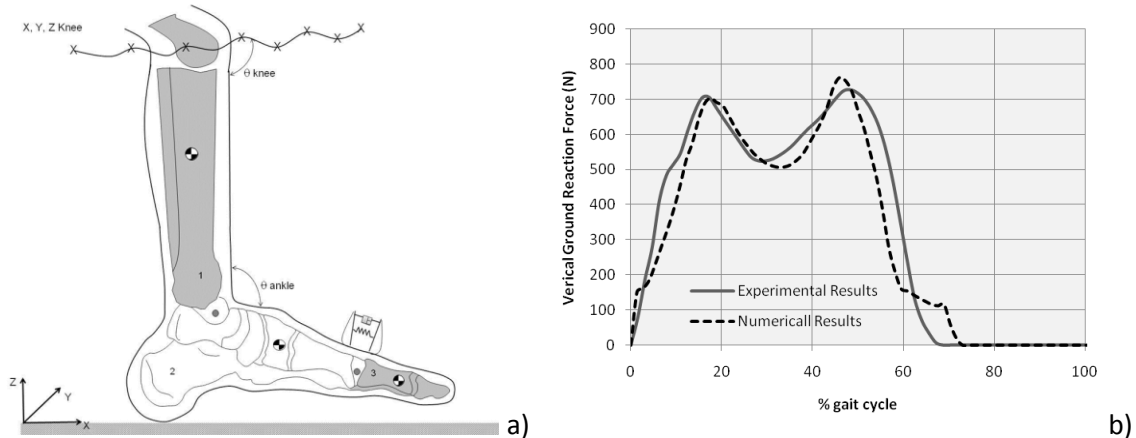 X, Y, Z Knee
X X X X X X X X
θ knee
1
θ ankle
2
3
Z
Y
X
a)
Verical Ground Reaction Force (N)
900
800
700
600
500
400
300
200
100
0
Experimental Results
Numericall Results
0 20 40 60 80 100
% gait cycle
b)